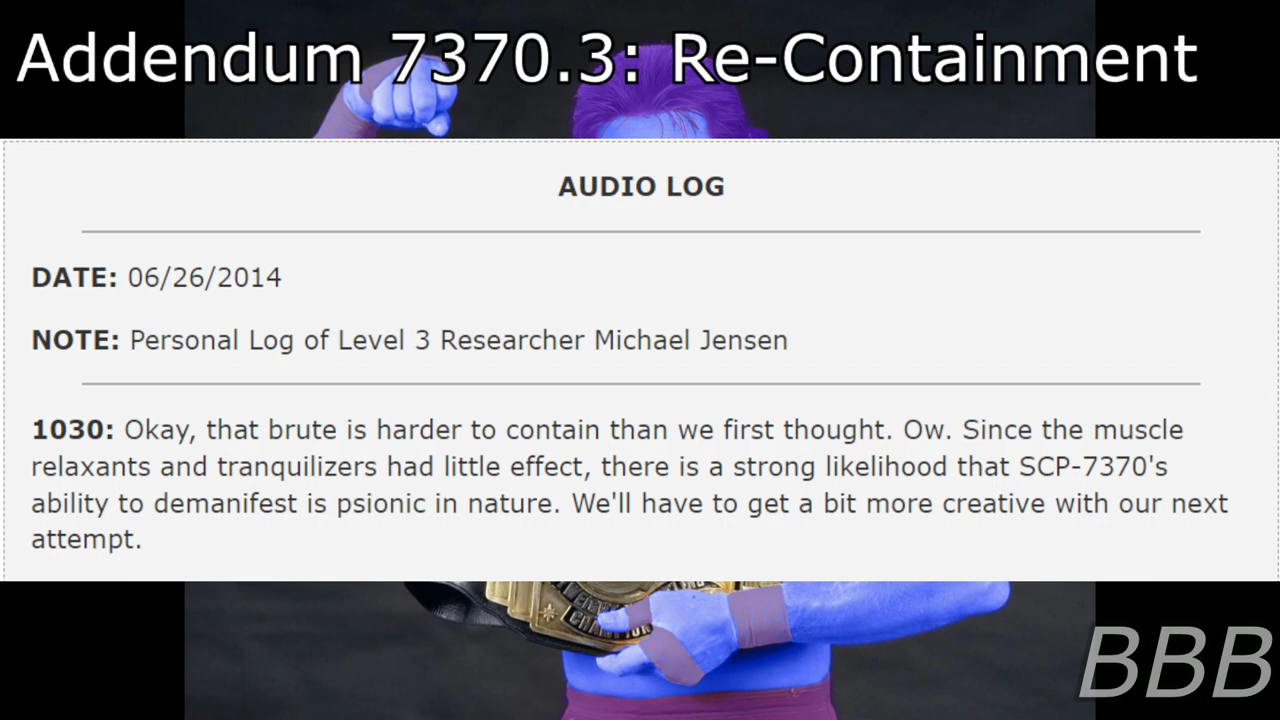 Addendum 7370.3: Re-Containment
AUDIO LOG
DATE: 06/26/2014
NOTE: Personal Log of Level 3 Researcher Michael Jensen
1030: Okay, that brute is harder to contain than we first thought. Ow. Since the muscle
relaxants and tranquilizers had little effect, there is a strong likelihood that SCP-7370's
ability to demanifest is psionic in nature. We'll have to get a bit more creative with our next
attempt.
CHAMPION
BBB